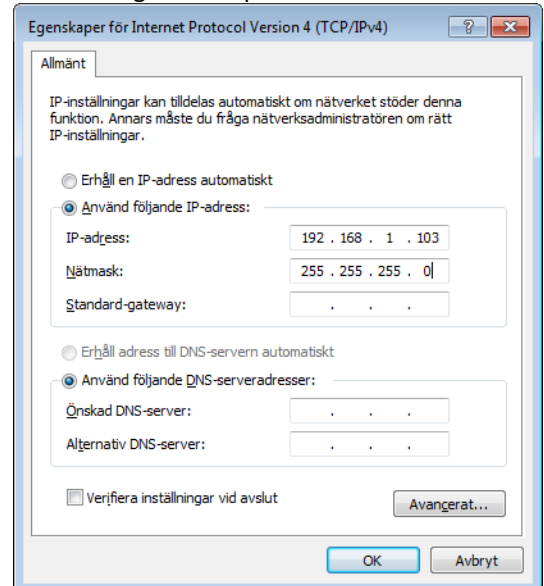 Egenskaper för Internet Protocol Version 4 (TCP/IPv4)
Allmänt
IP-inställningar kan tilldelas automatiskt om nätverket stöder denna
funktion. Annars måste du fråga nätverksadministratören om rätt
IP-inställningar.
Erhåll en IP-adress automatiskt
Använd följande IP-adress:
IP-adress: 192 . 168 . 1 . 103
Nätmask: 255 . 255 . 255 . 0
Standard-gateway: . . .
Erhåll adress till DNS-servern automatiskt
Använd följande DNS-serveradresser:
Önskad DNS-server: . . .
Alternativ DNS-server: . . .
Verifiera inställningar vid avslut
Avancerat...
OK Avbryt